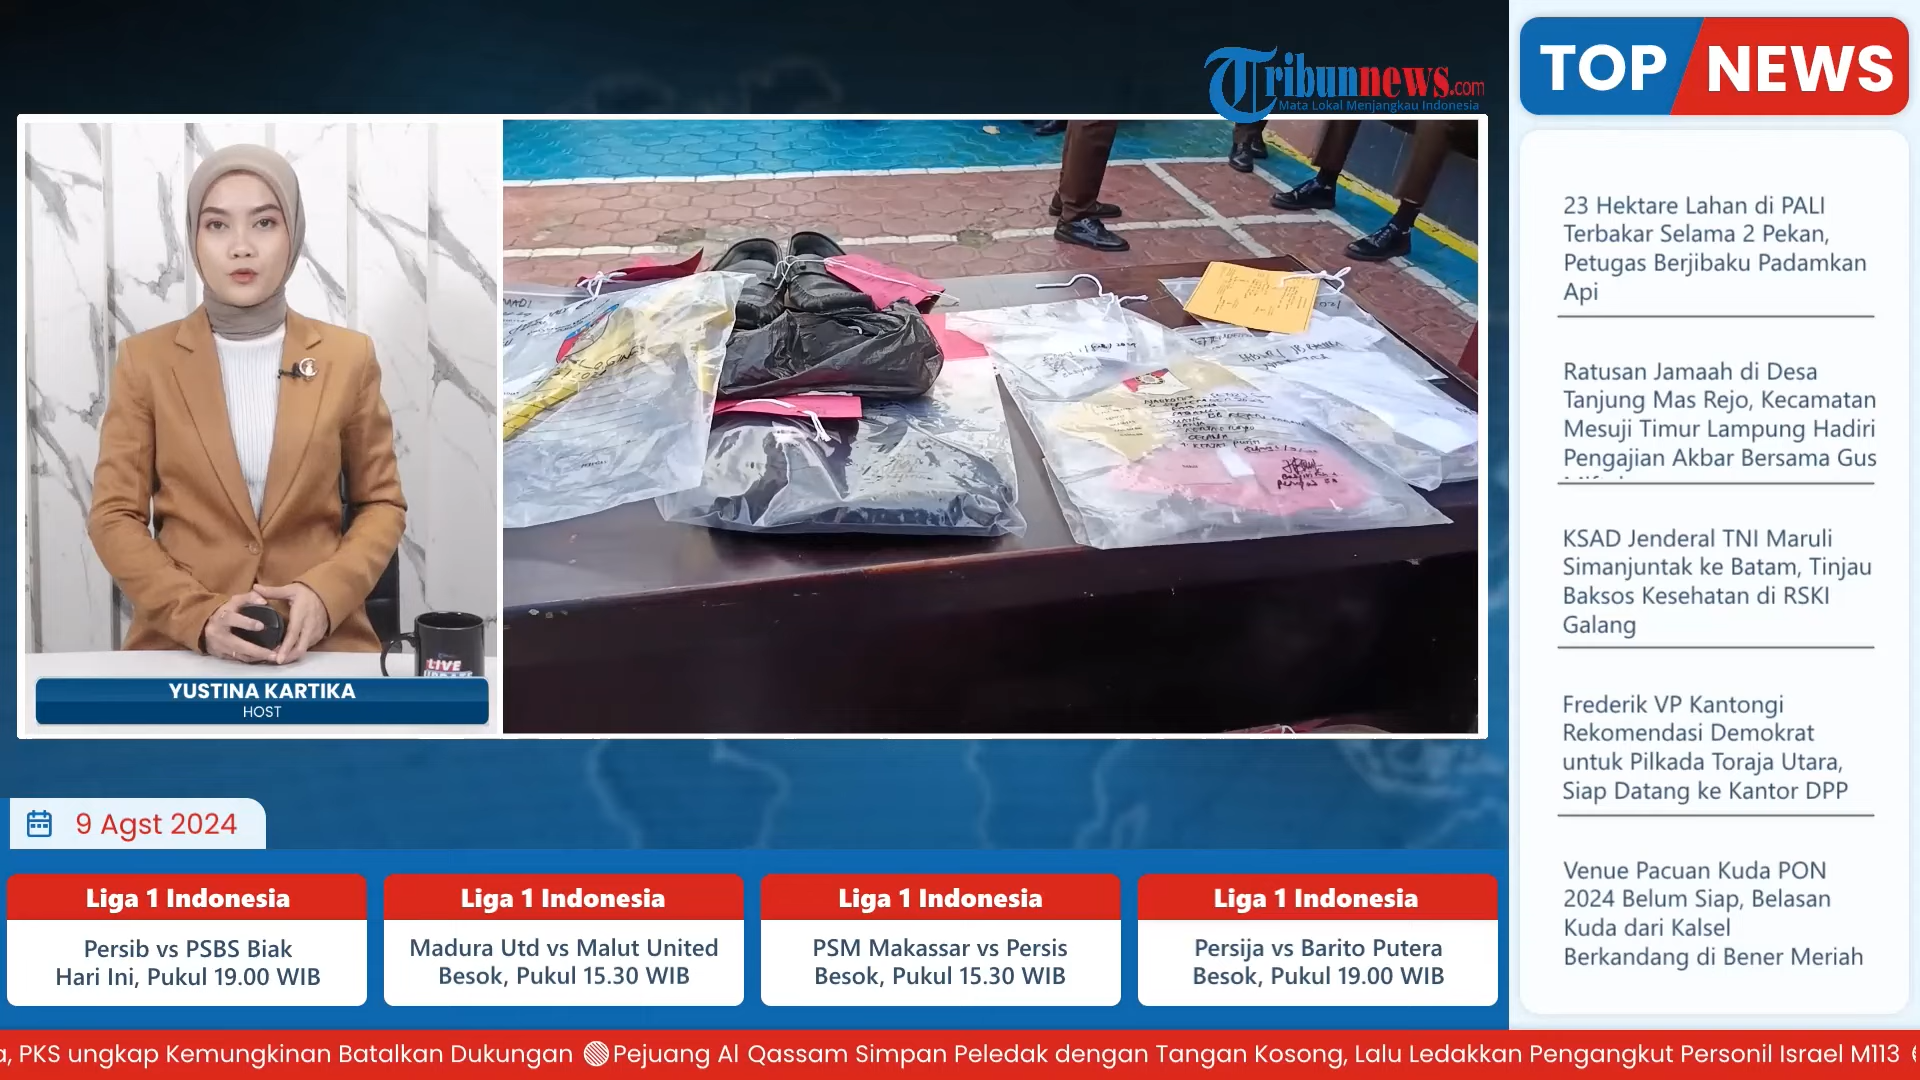 Tribunnews.com
Mata Lokal Menjangkau Indonesia
TOP NEWS
YUSTINA KARTIKA
HOST
LIVE
23 Hektare Lahan di PALI
Terbakar Selama 2 Pekan,
Petugas Berjibaku Padamkan
Api
Ratusan Jamaah di Desa
Tanjung Mas Rejo, Kecamatan
Mesuji Timur Lampung Hadiri
Pengajian Akbar Bersama Gus
KSAD Jenderal TNI Maruli
Simanjuntak ke Batam, Tinjau
Baksos Kesehatan di RSKI
Galang
Frederik VP Kantongi
Rekomendasi Demokrat
untuk Pilkada Toraja Utara,
Siap Datang ke Kantor DPP
Venue Pacuan Kuda PON
2024 Belum Siap, Belasan
Kuda dari Kalsel
Berkandang di Bener Meriah
9 Agst 2024
Liga 1 Indonesia
Persib vs PSBS Biak
Hari Ini, Pukul 19.00 WIB
Liga 1 Indonesia
Madura Utd vs Malut United
Besok, Pukul 15.30 WIB
Liga 1 Indonesia
PSM Makassar vs Persis
Besok, Pukul 15.30 WIB
Liga 1 Indonesia
Persija vs Barito Putera
Besok, Pukul 19.00 WIB
a, PKS ungkap Kemungkinan Batalkan Dukungan Pejuang Al Qassam Simpan Peledak dengan Tangan Kosong, Lalu Ledakkan Pengangkut Personil Israel M113